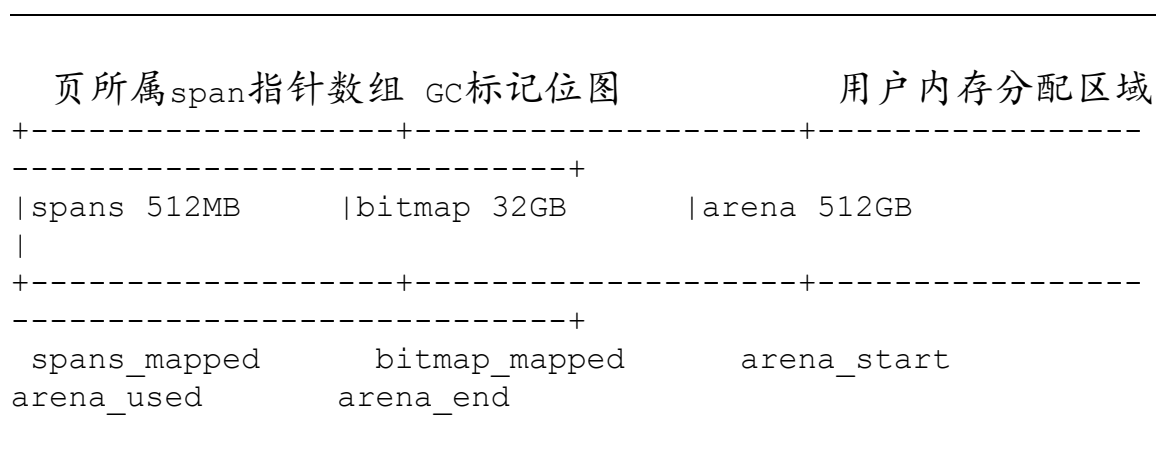 页所属span指针数组 GC标记位图 用户内存分配区域
+-------------------+--------------------+-----------------
-----------------------------+
|spans 512MB |bitmap 32GB |arena 512GB
|
+-------------------+--------------------+-----------------
-----------------------------+
spans_mapped bitmap_mapped arena_start
arena_used arena_end